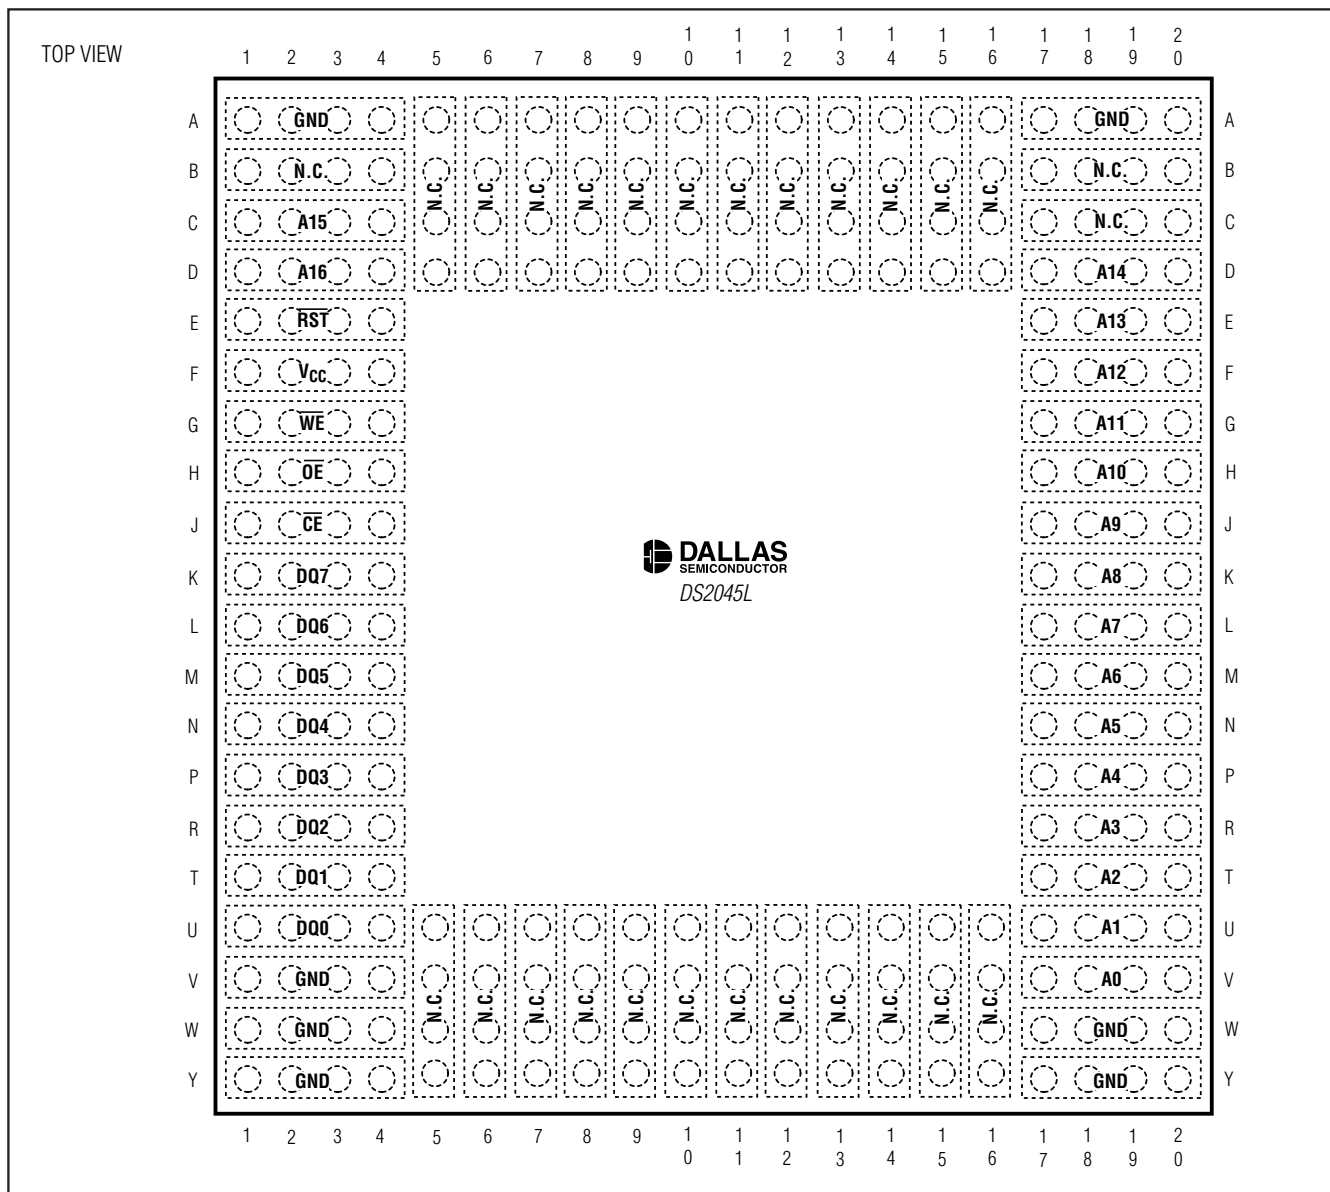 TOP VIEW
1 2 3 4 5 6 7 8 9 10 11 12 13 14 15 16 17 18 19 20
A GND GND A
B N.C. N.C. N.C. N.C. N.C. N.C. N.C. N.C. N.C. N.C. N.C. N.C. N.C. N.C. B
C A15 N.C. C
D A16 A14 D
E RST A13 E
F VCC A12 F
G WE A11 G
H OE A10 H
J CE A9 J
DALLAS
SEMICONDUCTOR
DS2045L
K DQ7 A8 K
L DQ6 A7 L
M DQ5 A6 M
N DQ4 A5 N
P DQ3 A4 P
R DQ2 A3 R
T DQ1 A2 T
U DQ0 A1 U
V GND A0 V
N.C. N.C. N.C. N.C. N.C. N.C. N.C. N.C. N.C. N.C. N.C. N.C.
W GND GND W
Y GND GND Y
1 2 3 4 5 6 7 8 9 10 11 12 13 14 15 16 17 18 19 20